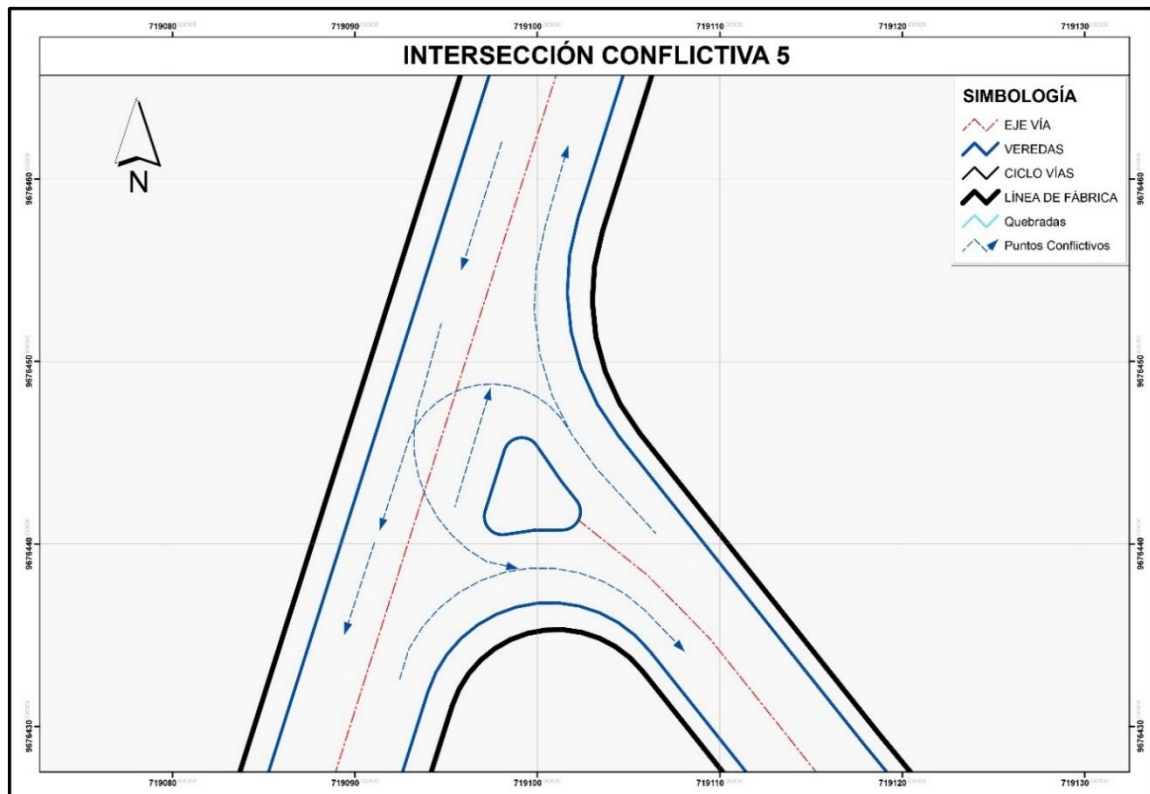 719080 719090 719100 719110 719120 719130
INTERSECCIÓN CONFLICTIVA 5
N
SIMBOLOGÍA
EJE VÍA
VEREDAS
CICLO VÍAS
LÍNEA DE FÁBRICA
Quebradas
Puntos Conflictivos
9676460 9676460
9676450 9676450
9676440 9676440
9676430 9676430
719080 719090 719100 719110 719120 719130